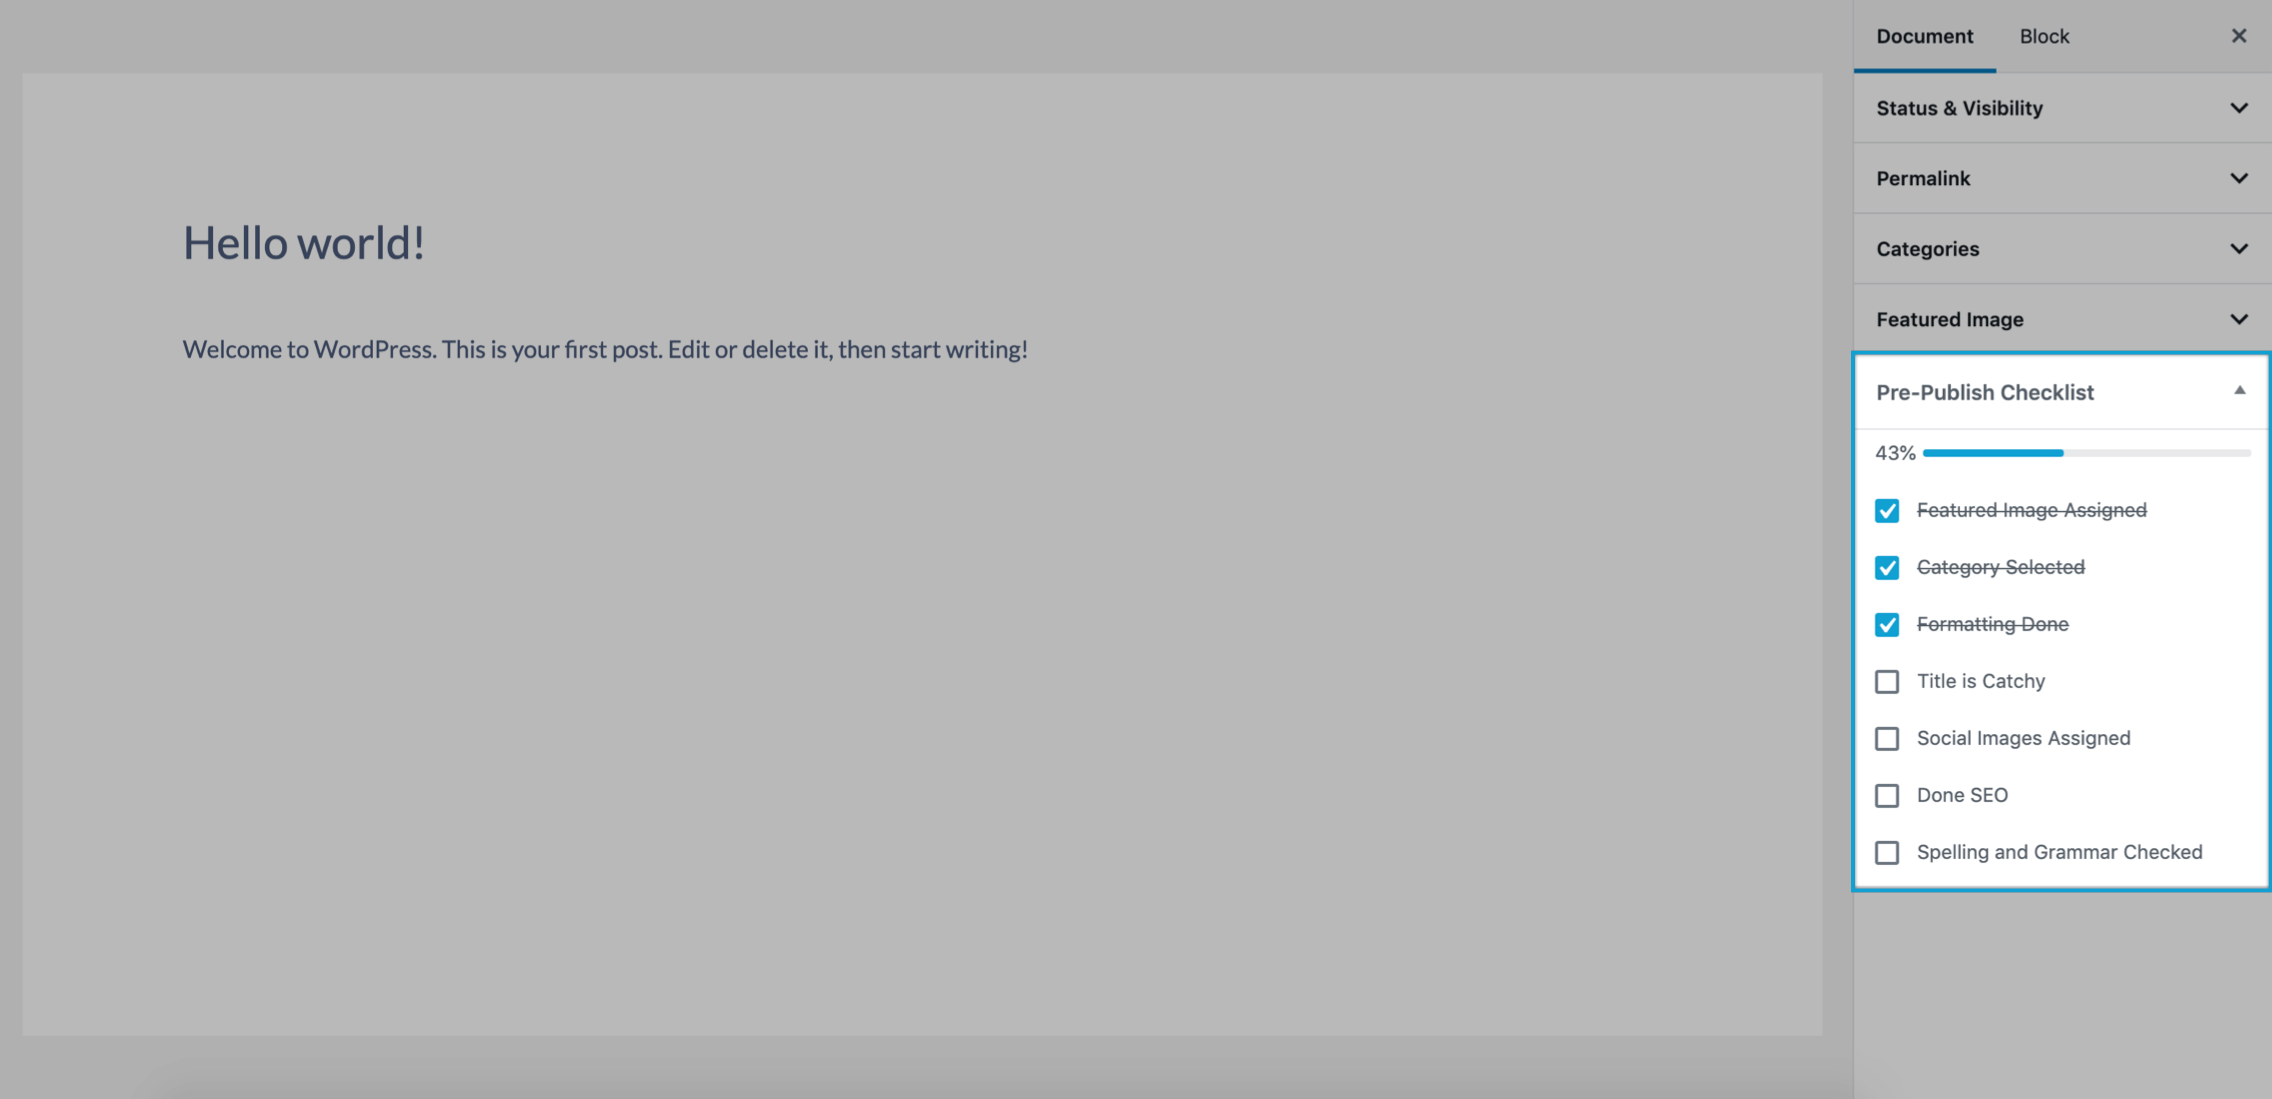 Document Block
Status & Visibility
Permalink
Categories
Featured Image
Hello world!
Welcome to WordPress. This is your first post. Edit or delete it, then start writing!
Pre-Publish Checklist
43%
Featured Image Assigned
Category Selected
Formatting Done
Title is Catchy
Social Images Assigned
Done SEO
Spelling and Grammar Checked